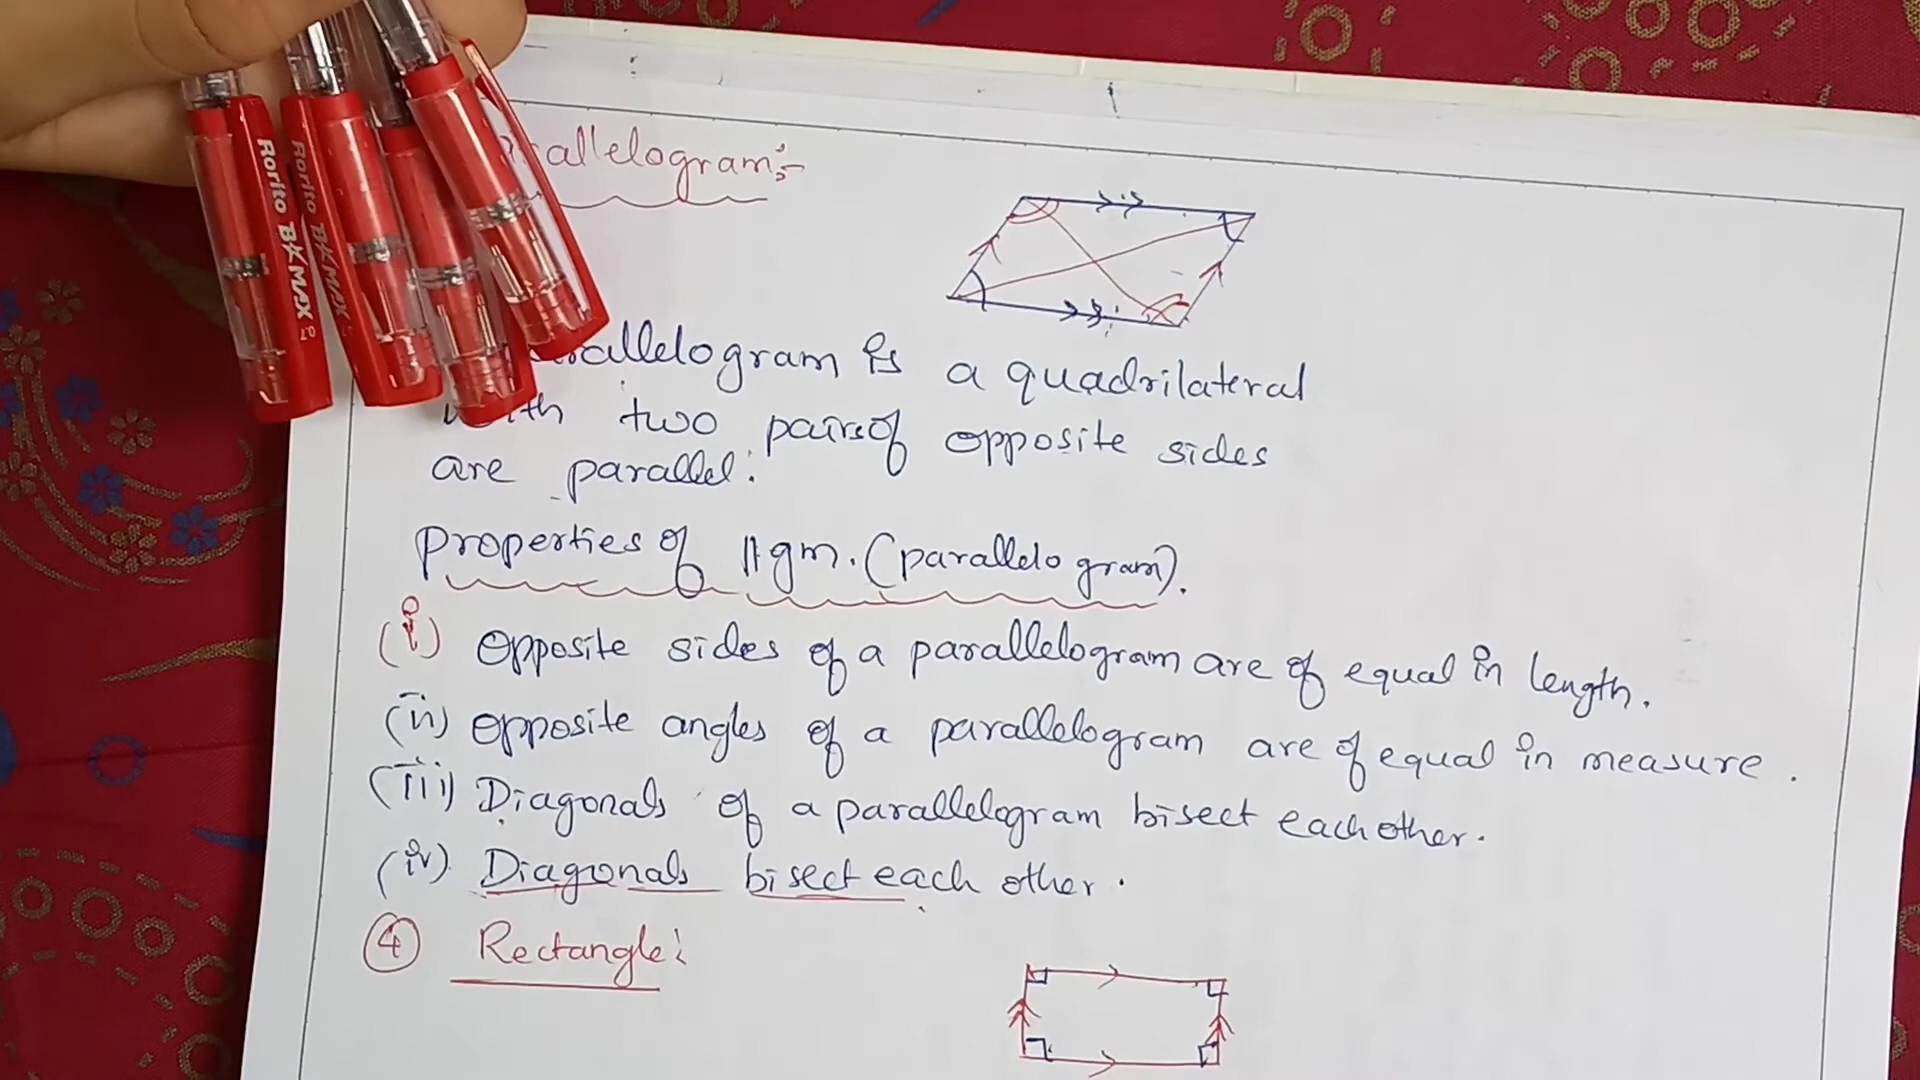 Rorito B☆MAX
Rorito B☆MAX
allelogram:-
allelogram is a quadrilateral
with two pairs of opposite sides
are parallel.
properties of ||gm. (parallelogram).
(i) opposite sides of a parallelogram are of equal in length.
(ii) opposite angles of a parallelogram are of equal in measure.
(iii) Diagonals of a parallelogram bisect each other.
(iv) Diagonals bisect each other.
4 Rectangle: